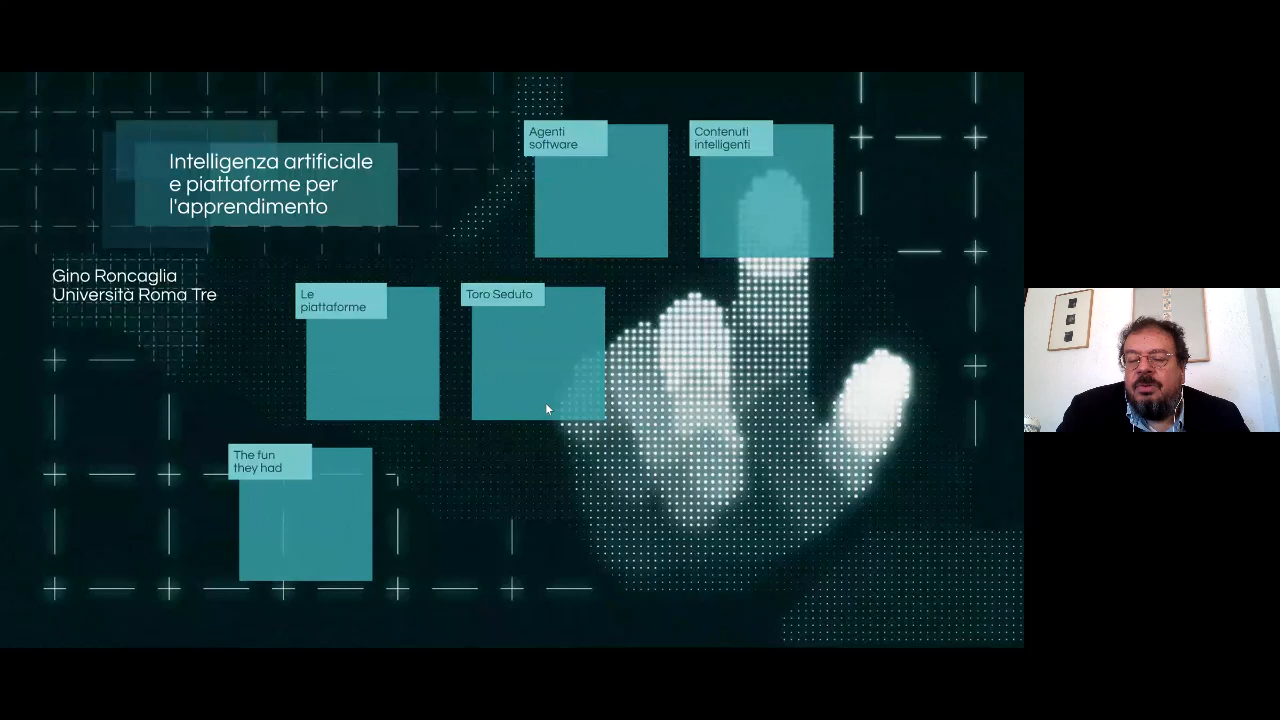 Intelligenza artificiale
e piattaforme per
l'apprendimento
Gino Roncaglia
Università Roma Tre
Agenti
software
Contenuti
intelligenti
Le
piattaforme
Toro Seduto
The fun
they had